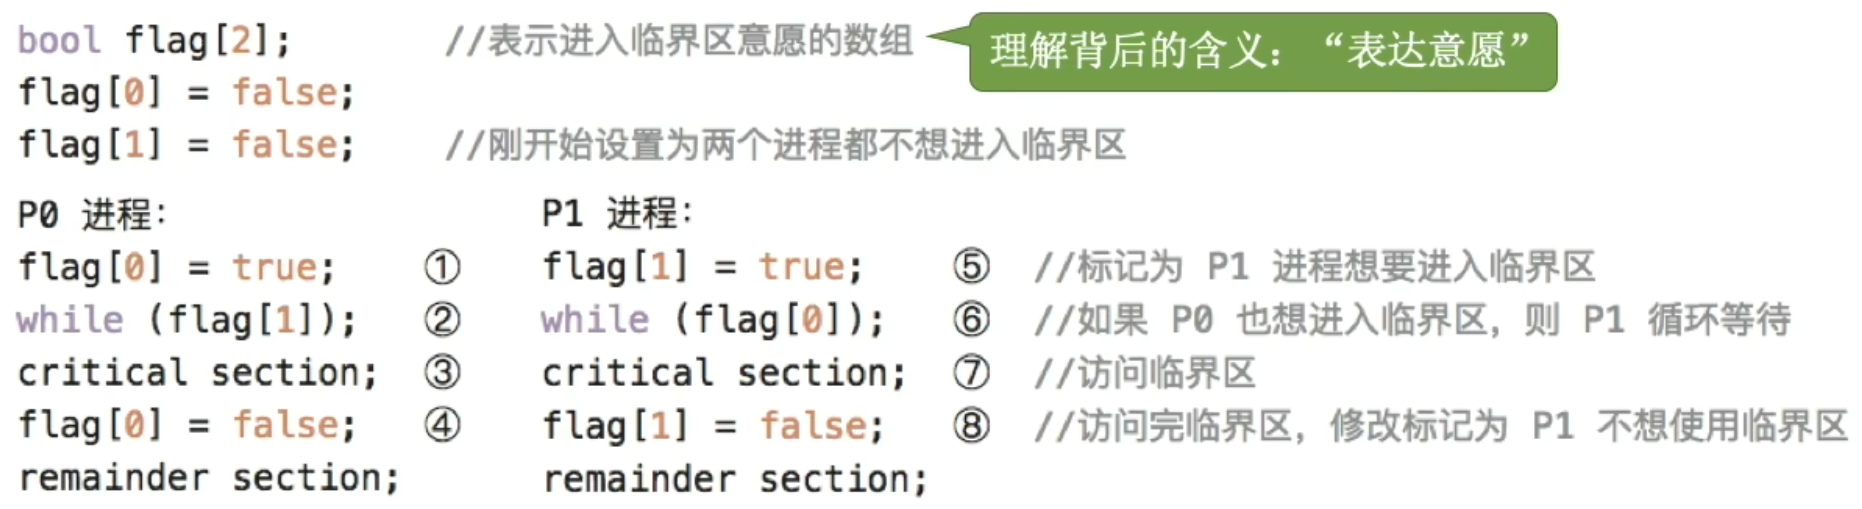 bool flag[2]; //表示进入临界区意愿的数组 理解背后的含义：“表达意愿”
flag[0] = false;
flag[1] = false; //刚开始设置为两个进程都不想进入临界区
P0 进程： P1 进程：
flag[0] = true; ① flag[1] = true; ⑤ //标记为 P1 进程想要进入临界区
while (flag[1]); ② while (flag[0]); ⑥ //如果 P0 也想进入临界区，则 P1 循环等待
critical section; ③ critical section; ⑦ //访问临界区
flag[0] = false; ④ flag[1] = false; ⑧ //访问完临界区，修改标记为 P1 不想使用临界区
remainder section; remainder section;